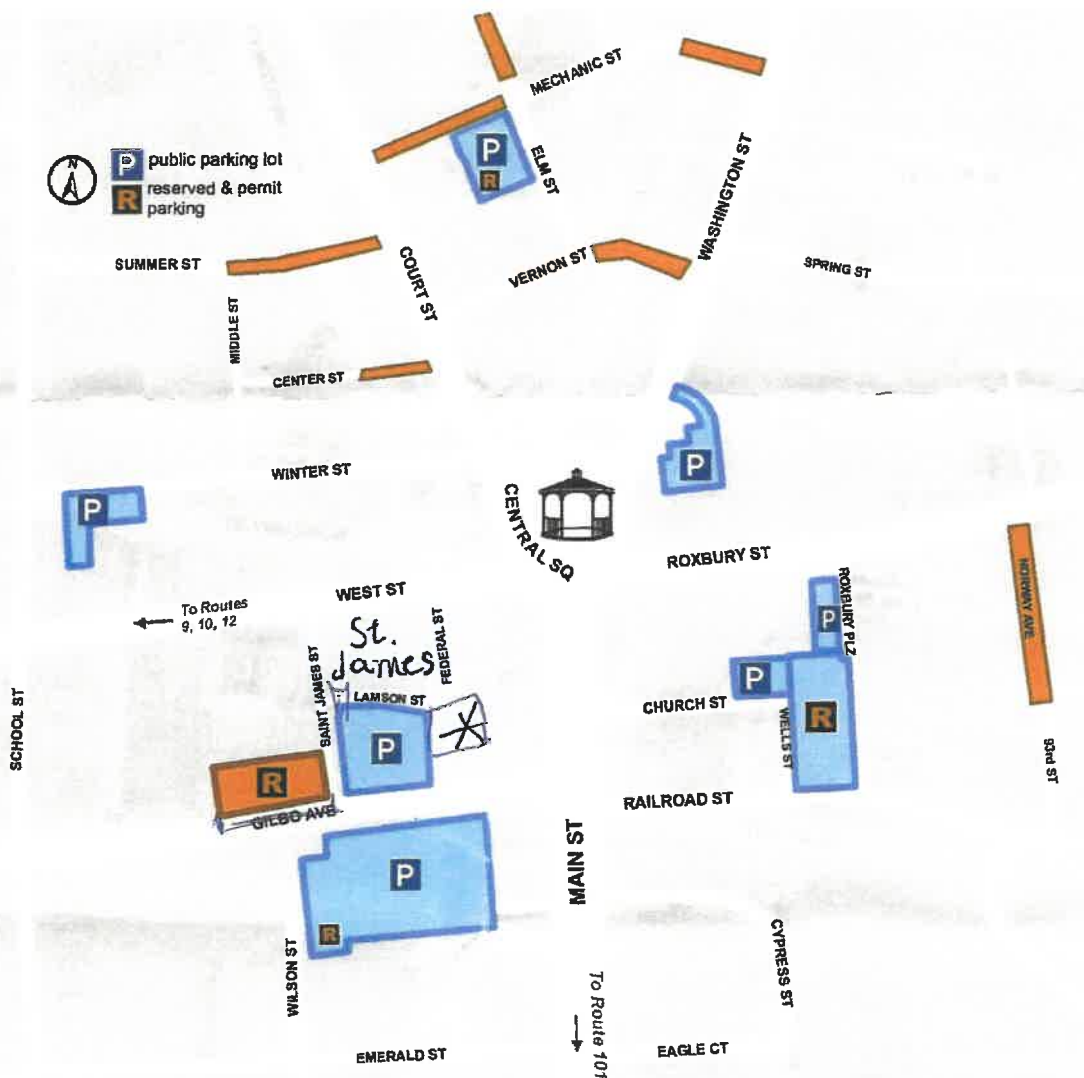 MECHANIC ST
N
P public parking lot
R reserved & permit
parking
P
R
ELM ST
WASHINGTON ST
SUMMER ST
COURT ST
VERNON ST
SPRING ST
MIDDLE ST
CENTER ST
WINTER ST
P
P
CENTRAL SQ
ROXBURY ST
NORWAY AVE
WEST ST
To Routes
9, 10, 12
St.
James
SAINT JAMES ST
FEDERAL ST
LAMSON ST
P
ROXBURY PLZ
P
CHURCH ST
WELLS ST
R
SCHOOL ST
P
R
GILBO AVE
93rd ST
RAILROAD ST
MAIN ST
P
R
WILSON ST
CYPRESS ST
To Route 101
EMERALD ST
EAGLE CT